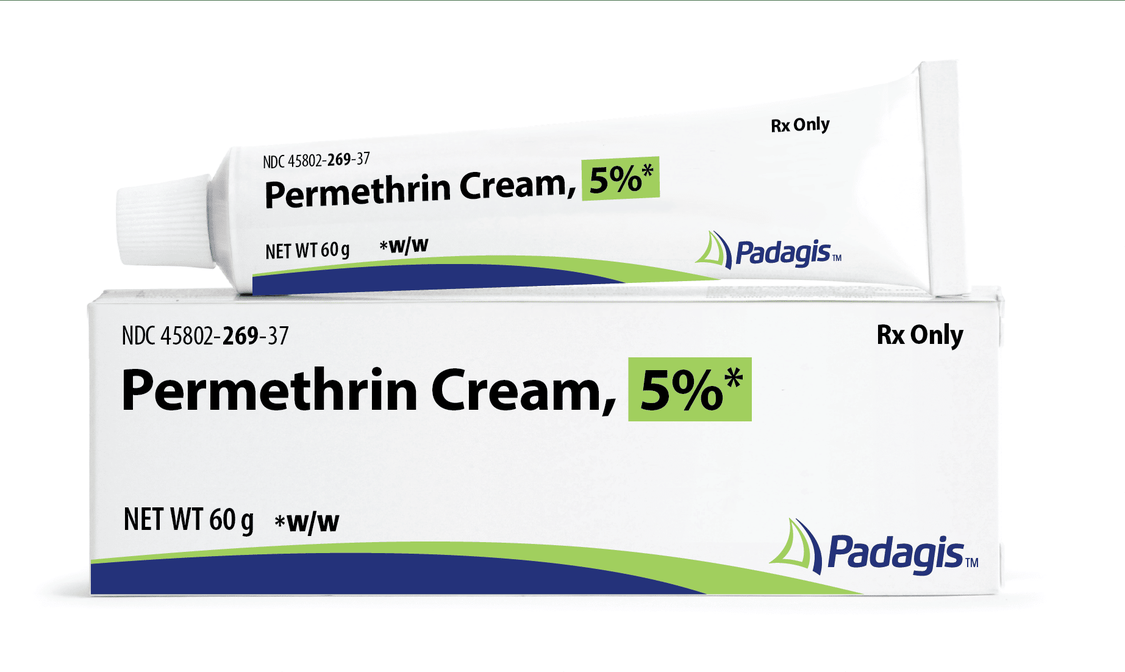 Rx Only
NDC 45802-269-37
Permethrin Cream, 5%*
NET WT 60 g *w/w
Padagis™
NDC 45802-269-37
Rx Only
Permethrin Cream, 5%*
NET WT 60 g *w/w
Padagis™